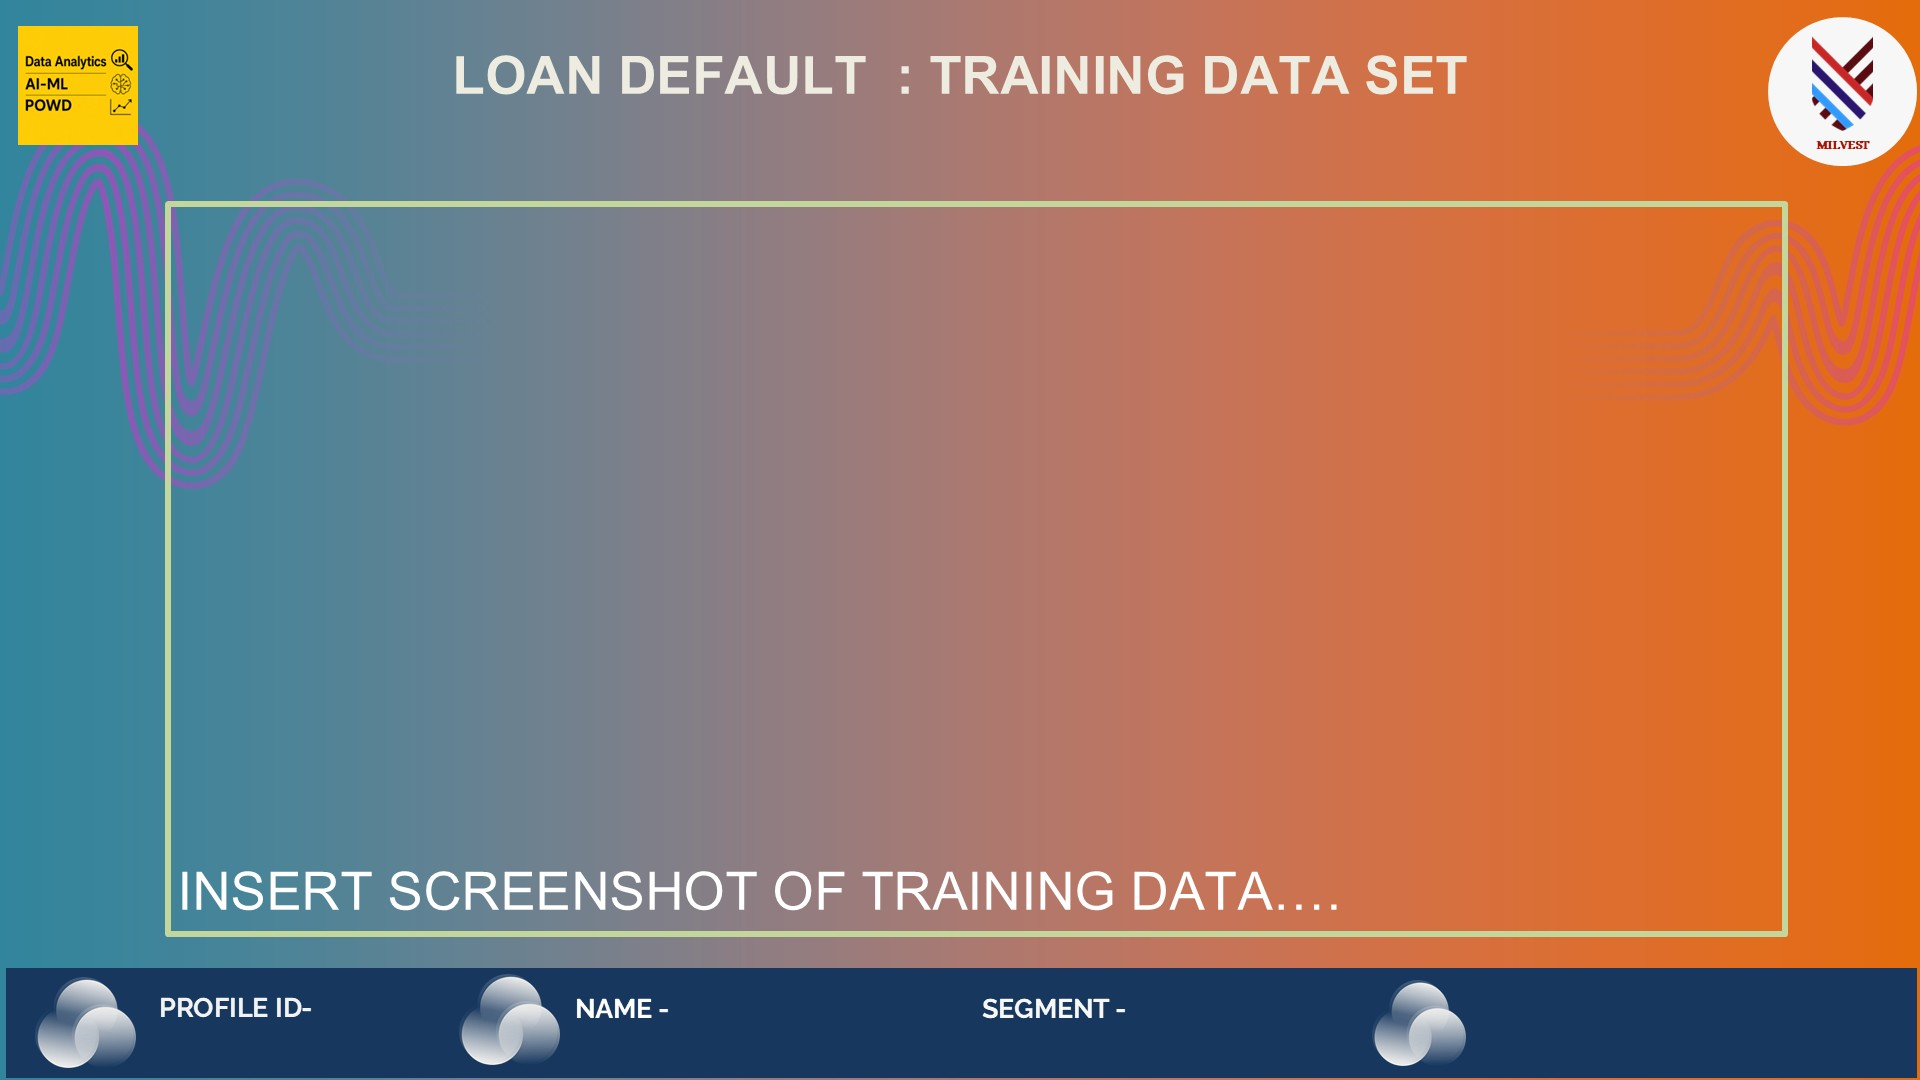 Data Analytics
AI-ML
POWD
LOAN DEFAULT  : TRAINING DATA SET
MILVEST
INSERT SCREENSHOT OF TRAINING DATA….
PROFILE ID-
NAME -
SEGMENT -